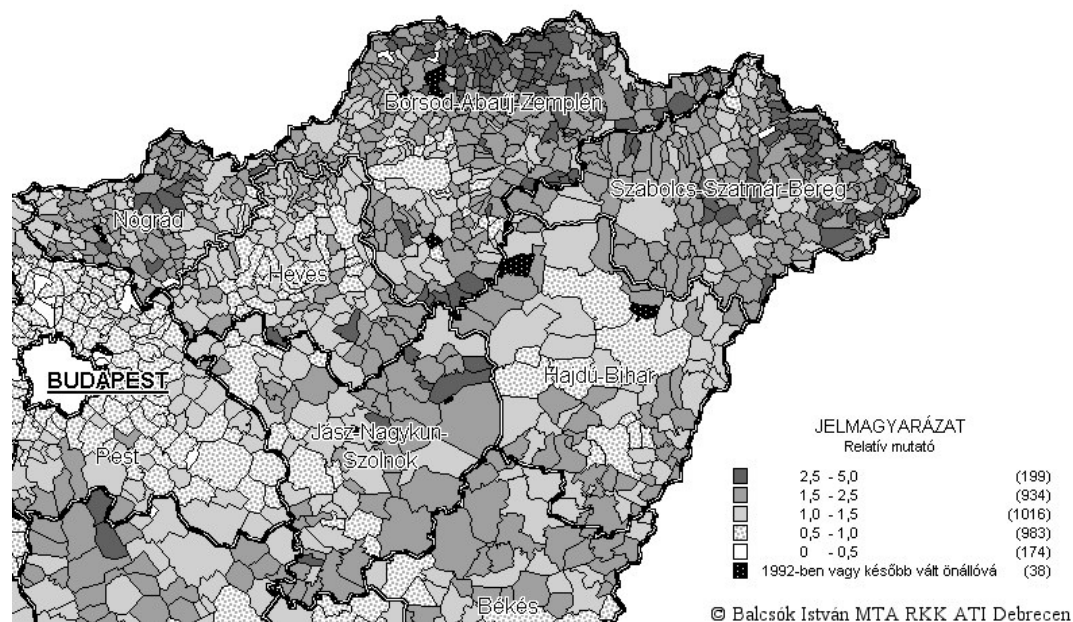 Borsod-Abaúj-Zemplén
Szabolcs-Szatmár-Bereg
Nógrád
Heves
BUDAPEST
Hajdú-Bihar
Jász-Nagykun-
Szolnok
Pest
Békés
JELMAGYARÁZAT
Relatív mutató
2,5 - 5,0 (199)
1,5 - 2,5 (934)
1,0 - 1,5 (1016)
0,5 - 1,0 (983)
0 - 0,5 (174)
1992-ben vagy később vált önállóvá (38)
© Balcsók István MTA RKK ATI Debrecen